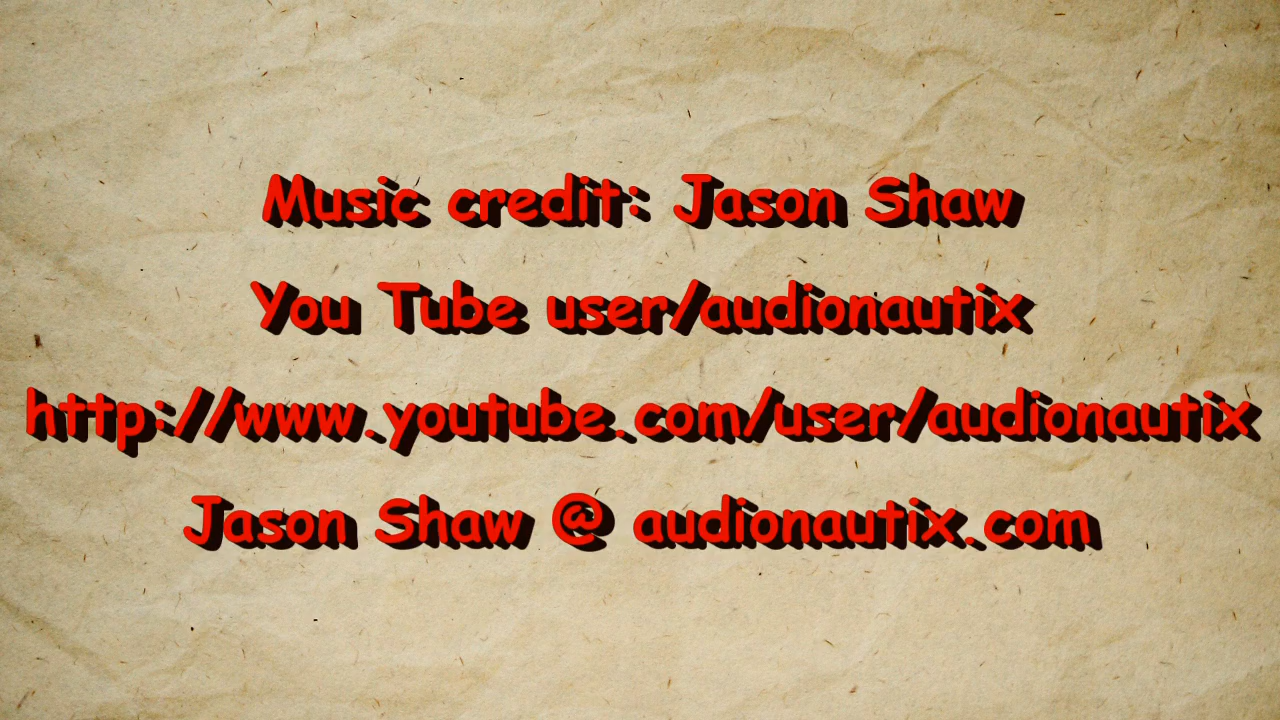 Music credit: Jason Shaw
You Tube user/audionautix
http://www.youtube.com/user/audionautix
Jason Shaw @ audionautix.com